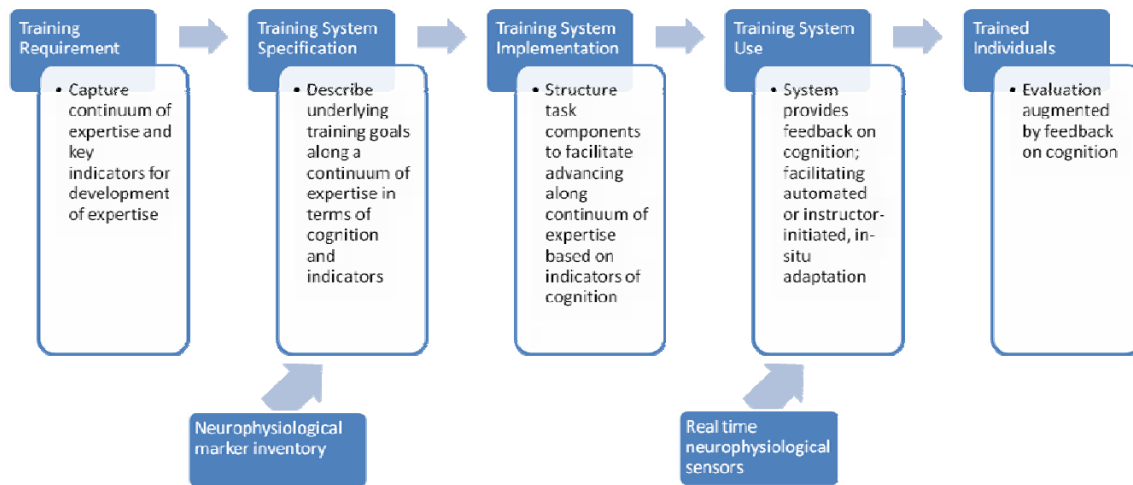 Training
Requirement
• Capture
continuum of
expertise and
key
indicators for
development
of expertise
Training System
Specification
• Describe
underlying
training goals
along a
continuum of
expertise in
terms of
cognition
and
indicators
Training System
Implementation
• Structure
task
components
to facilitate
advancing
along
continuum of
expertise
based on
indicators of
cognition
Training System
Use
• System
provides
feedback on
cognition;
facilitating
automated
or instructor-
initiated, in-
situ
adaptation
Trained
Individuals
• Evaluation
augmented
by feedback
on cognition
Neurophysiological
marker inventory
Real time
neurophysiological
sensors